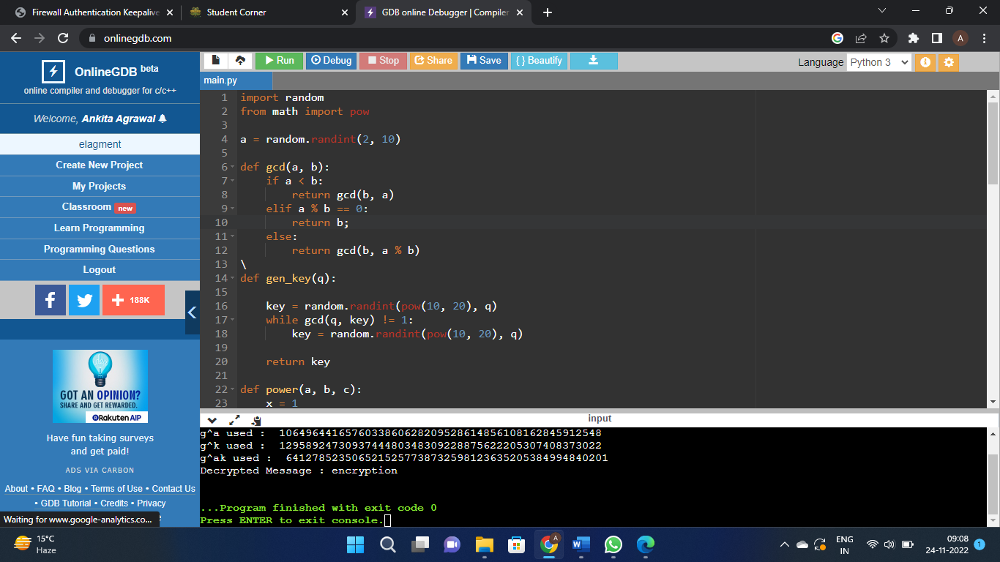 Firewall Authentication Keepalive
Student Corner
GDB online Debugger | Compiler
onlinegdb.com
A
OnlineGDB beta
online compiler and debugger for c/c++
Welcome, Ankita Agrawal
elagment
Create New Project
My Projects
Classroom new
Learn Programming
Programming Questions
Logout
188K
GOT AN OPINION?
SHARE AND GET REWARDED.
Rakuten AIP
Have fun taking surveys
and get paid!
ADS VIA CARBON
About • FAQ • Blog • Terms of Use • Contact Us
• GDB Tutorial • Credits • Privacy
Waiting for www.google-analytics.co...
Run Debug Stop Share Save { } Beautify
Language Python 3
main.py
1 import random
2 from math import pow
3
4 a = random.randint(2, 10)
5
6 def gcd(a, b):
7 if a < b:
8 return gcd(b, a)
9 elif a % b == 0:
10 return b;
11 else:
12 return gcd(b, a % b)
13 \
14 def gen_key(q):
15
16 key = random.randint(pow(10, 20), q)
17 while gcd(q, key) != 1:
18 key = random.randint(pow(10, 20), q)
19
20 return key
21
22 def power(a, b, c):
23 x = 1
input
g^a used : 10649644165760338606282095286148561081628459​12548
g^k used : 12958924730937444803483092288756222053074083​73022
g^ak used : 641278523506521525773873259812363520538499​4840201
Decrypted Message : encryption
...Program finished with exit code 0
Press ENTER to exit console.
15°C
Haze
A
ENG
IN
09:08
24-11-2022
1